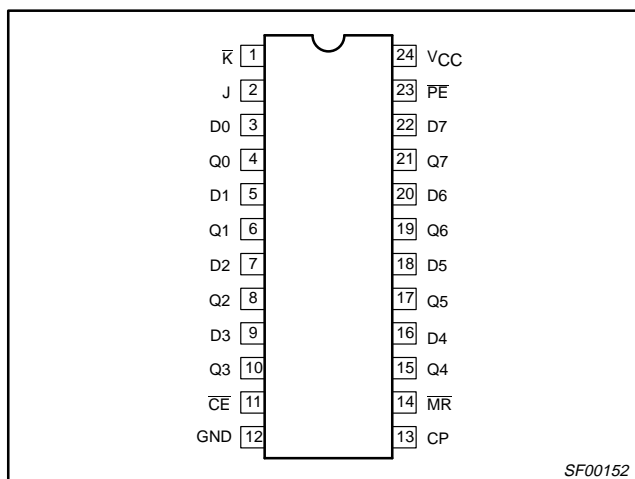 K̅ 1 24 VCC
J 2 23 P̅E̅
D0 3 22 D7
Q0 4 21 Q7
D1 5 20 D6
Q1 6 19 Q6
D2 7 18 D5
Q2 8 17 Q5
D3 9 16 D4
Q3 10 15 Q4
C̅E̅ 11 14 M̅R̅
GND 12 13 CP
SF00152